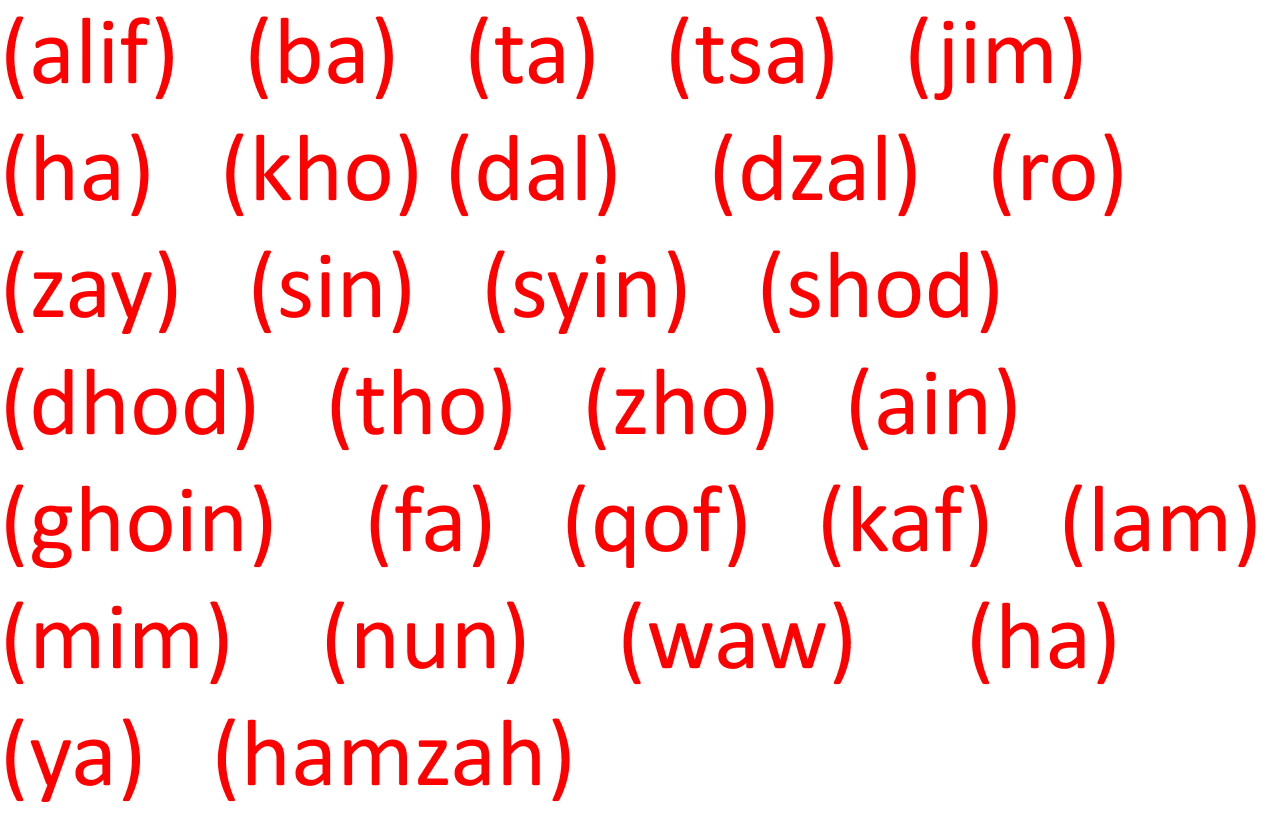 (alif) (ba) (ta) (tsa) (jim)
(ha) (kho) (dal) (dzal) (ro)
(zay) (sin) (syin) (shod)
(dhod) (tho) (zho) (ain)
(ghoin) (fa) (qof) (kaf) (lam)
(mim) (nun) (waw) (ha)
(ya) (hamzah)